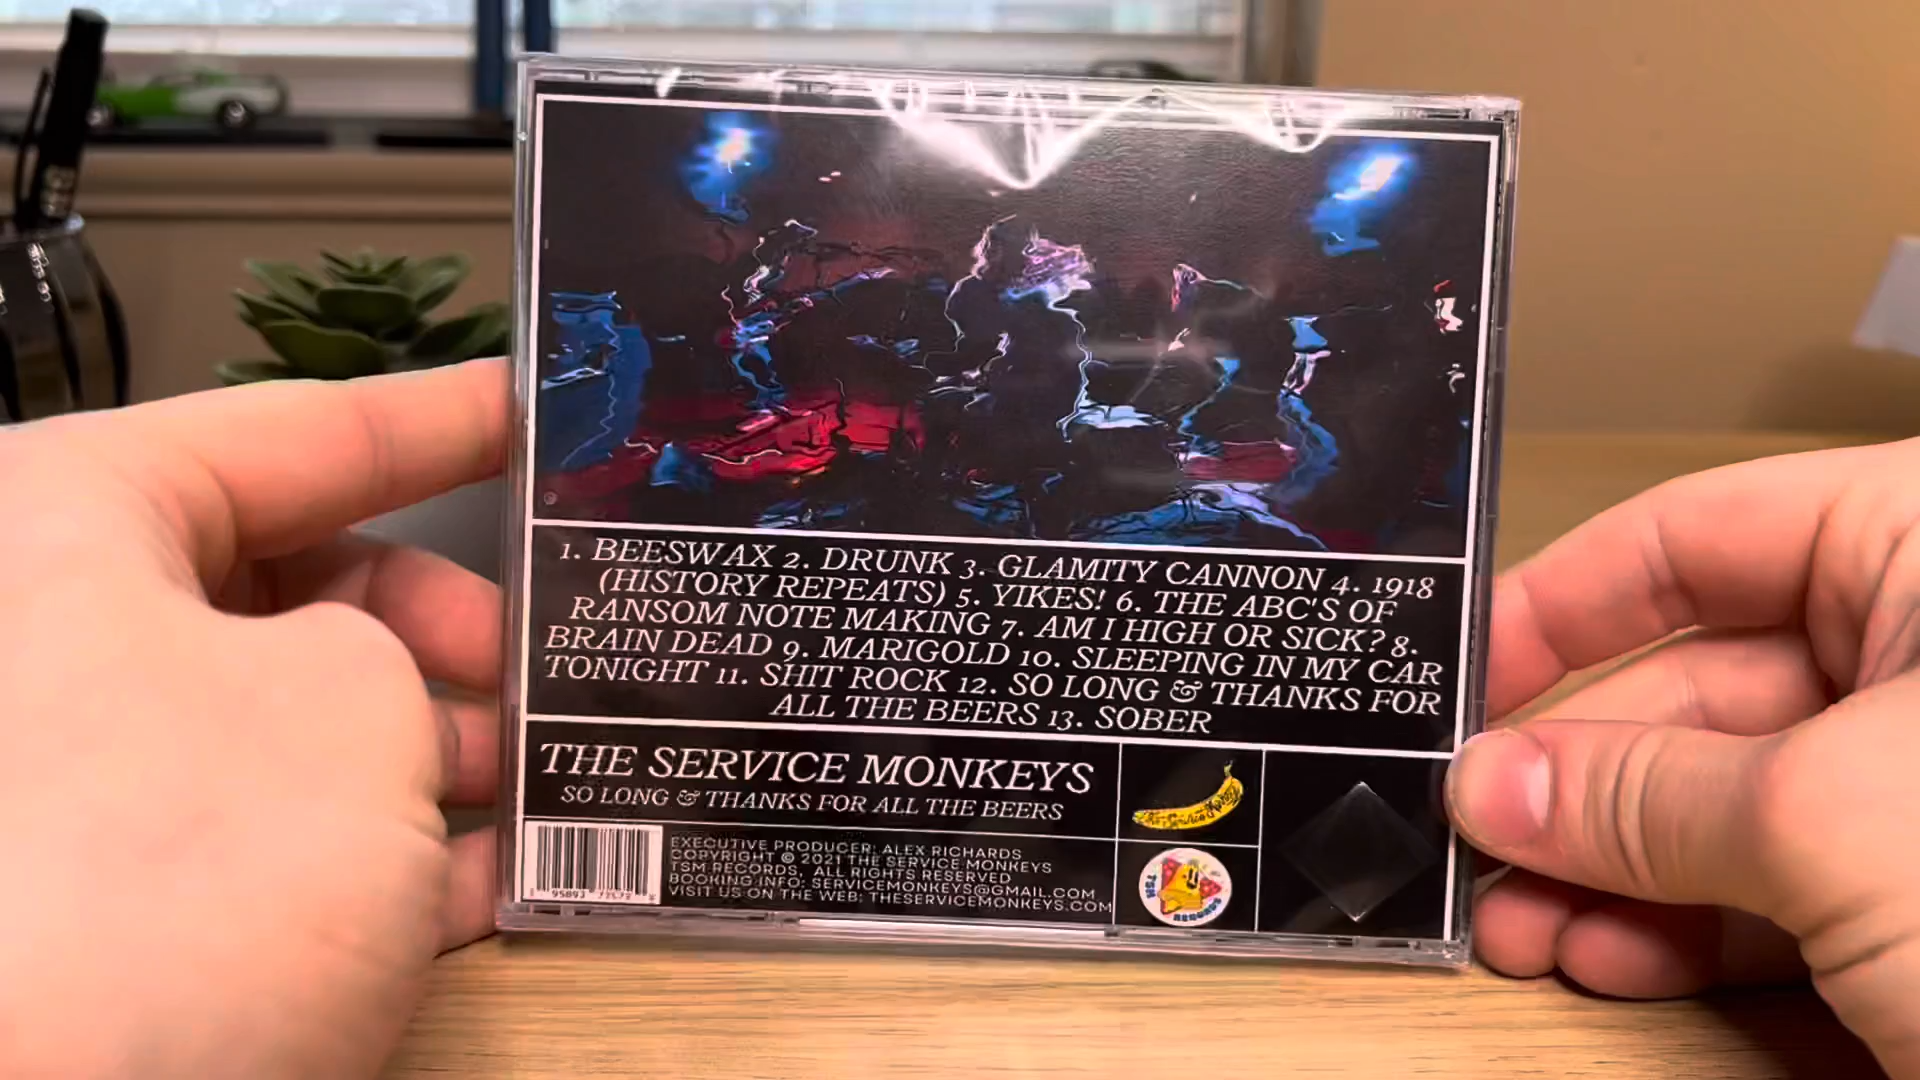 1. BEESWAX 2. DRUNK 3. GLAMITY CANNON 4. 1918
(HISTORY REPEATS) 5. YIKES! 6. THE ABC'S OF
RANSOM NOTE MAKING 7. AM I HIGH OR SICK? 8.
BRAIN DEAD 9. MARIGOLD 10. SLEEPING IN MY CAR
TONIGHT 11. SHIT ROCK 12. SO LONG & THANKS FOR
ALL THE BEERS 13. SOBER
THE SERVICE MONKEYS
SO LONG & THANKS FOR ALL THE BEERS
EXECUTIVE PRODUCER: ALEX RICHARDS
COPYRIGHT © 2021 THE SERVICE MONKEYS
TSM RECORDS, ALL RIGHTS RESERVED
BOOKING INFO: SERVICEMONKEYS@GMAIL.COM
VISIT US ON THE WEB: THESERVICEMONKEYS.COM
TSM
RECORDS